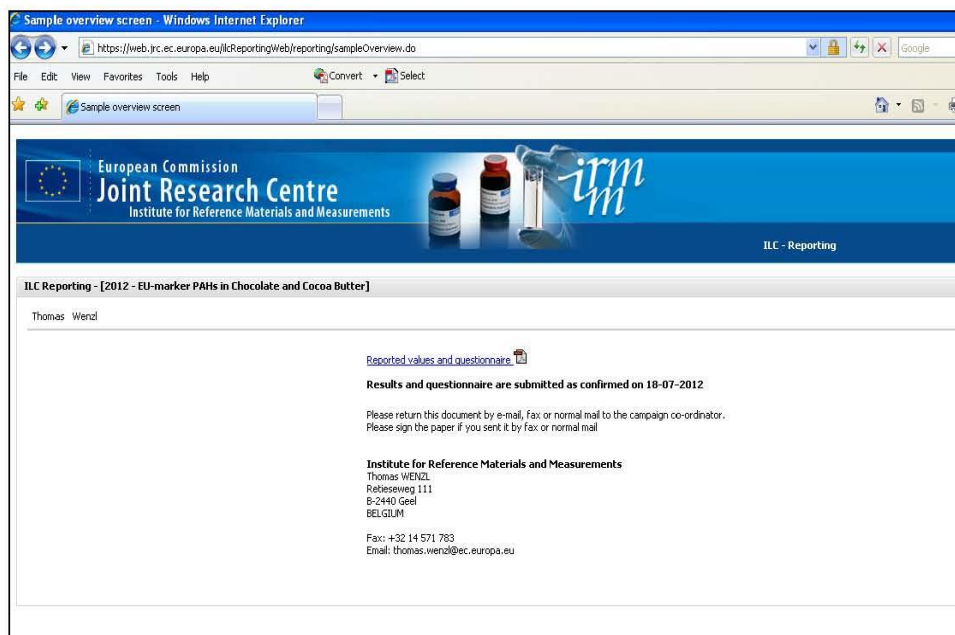 Sample overview screen - Windows Internet Explorer
https://web.jrc.ec.europa.eu/ilcReportingWeb/reporting/sampleOverview.do
Google
File Edit View Favorites Tools Help
Convert
Select
Sample overview screen
European Commission
Joint Research Centre
Institute for Reference Materials and Measurements
irmm
ILC - Reporting
ILC Reporting - [2012 - EU-marker PAHs in Chocolate and Cocoa Butter]
Thomas Wenzl
Reported values and questionnaire
Results and questionnaire are submitted as confirmed on 18-07-2012
Please return this document by e-mail, fax or normal mail to the campaign co-ordinator.
Please sign the paper if you sent it by fax or normal mail
Institute for Reference Materials and Measurements
Thomas WENZL
Retieseweg 111
B-2440 Geel
BELGIUM
Fax: +32 14 571 783
Email: thomas.wenzl@ec.europa.eu